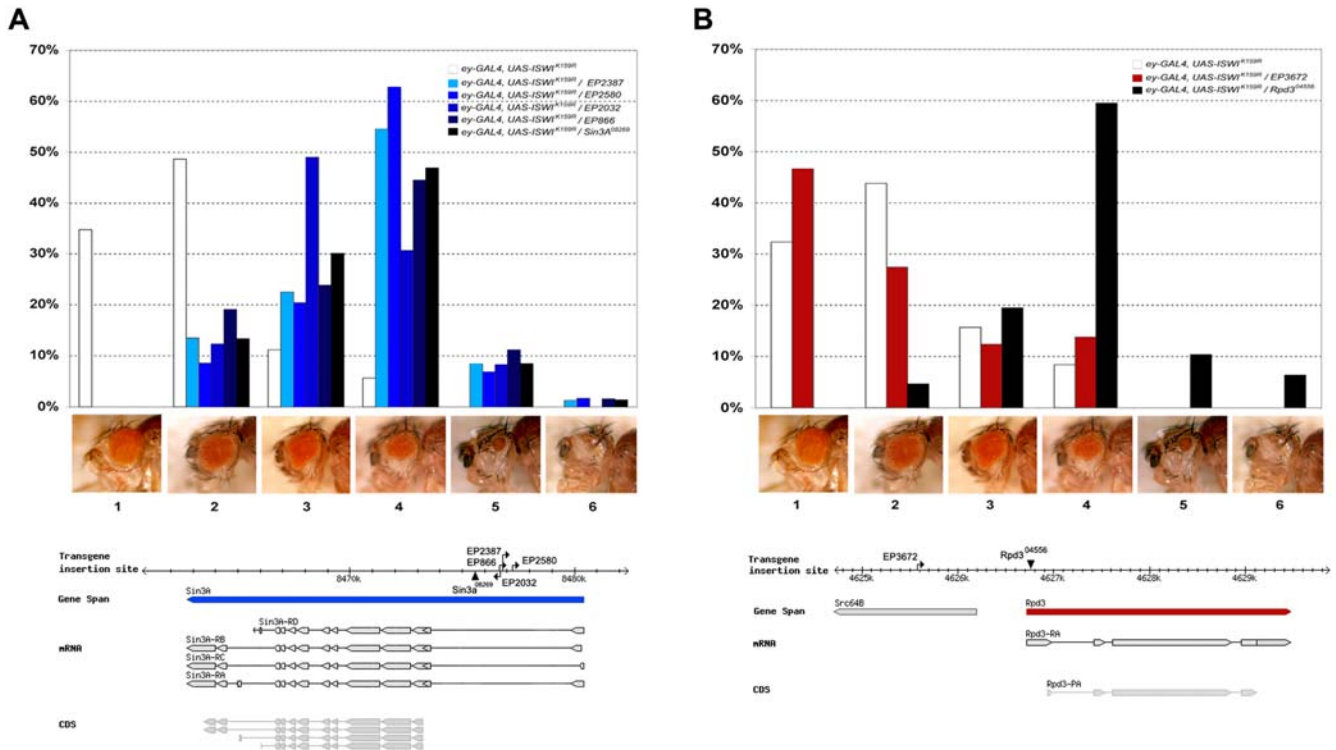 A
70%
60%
50%
40%
30%
20%
10%
0%
ey-GAL4, UAS-ISWI^K159R
ey-GAL4, UAS-ISWI^K159R / EP2387
ey-GAL4, UAS-ISWI^K159R / EP2580
ey-GAL4, UAS-ISWI^K159R / EP2032
ey-GAL4, UAS-ISWI^K159R / EP866
ey-GAL4, UAS-ISWI^K159R / Sin3A^08269
1 2 3 4 5 6
Transgene
insertion site
8470k
8480k
EP2387
EP866
EP2580
Sin3a^08269
EP2032
Gene Span
Sin3A
mRNA
Sin3A-RD
Sin3A-RB
Sin3A-RC
Sin3A-RA
CDS
B
70%
60%
50%
40%
30%
20%
10%
0%
ey-GAL4, UAS-ISWI^K159R
ey-GAL4, UAS-ISWI^K159R / EP3672
ey-GAL4, UAS-ISWI^K159R / Rpd3^04556
1 2 3 4 5 6
Transgene
insertion site
EP3672
Rpd3^04556
4625k 4626k 4627k 4628k 4629k
Gene Span
Src64B
Rpd3
mRNA
Rpd3-RA
CDS
Rpd3-PA